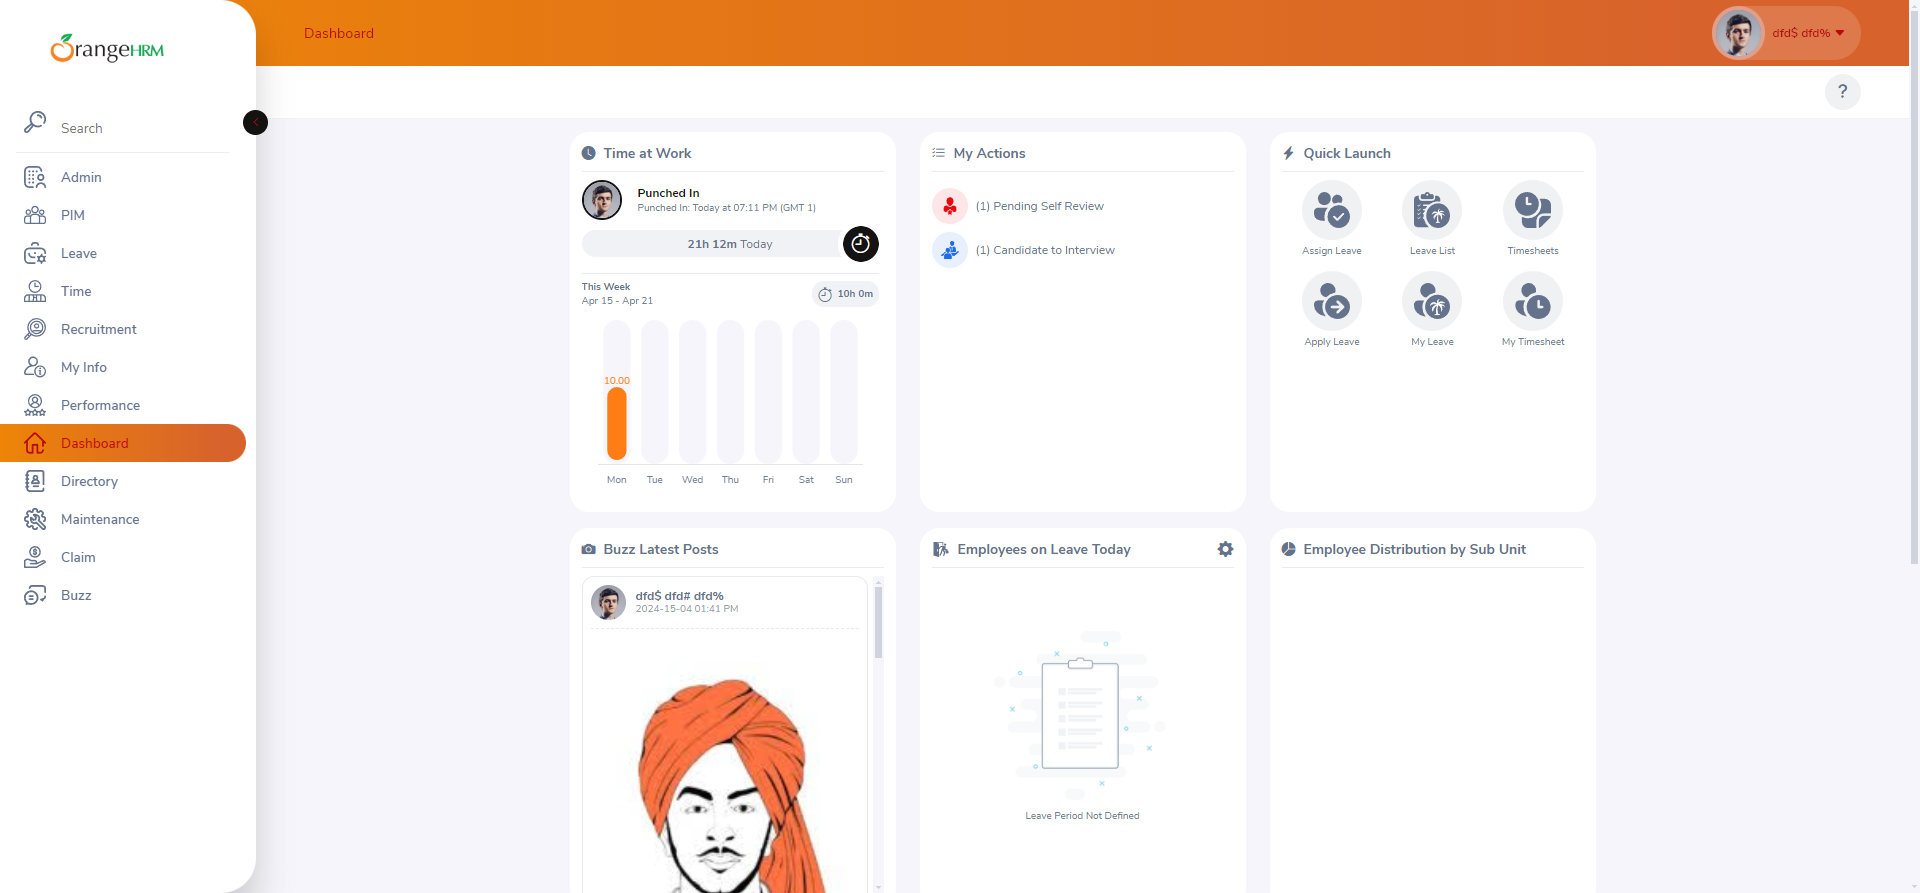 OrangeHRM
Search
Admin
PIM
Leave
Time
Recruitment
My Info
Performance
Dashboard
Directory
Maintenance
Claim
Buzz
Dashboard
dfd$ dfd%
?
Time at Work
Punched In
Punched In: Today at 07:11 PM (GMT 1)
21h 12m Today
This Week
Apr 15 - Apr 21
10h 0m
10.00
Mon Tue Wed Thu Fri Sat Sun
My Actions
(1) Pending Self Review
(1) Candidate to Interview
Quick Launch
Assign Leave Leave List Timesheets
Apply Leave My Leave My Timesheet
Buzz Latest Posts
dfd$ dfd# dfd%
2024-15-04 01:41 PM
Employees on Leave Today
Leave Period Not Defined
Employee Distribution by Sub Unit